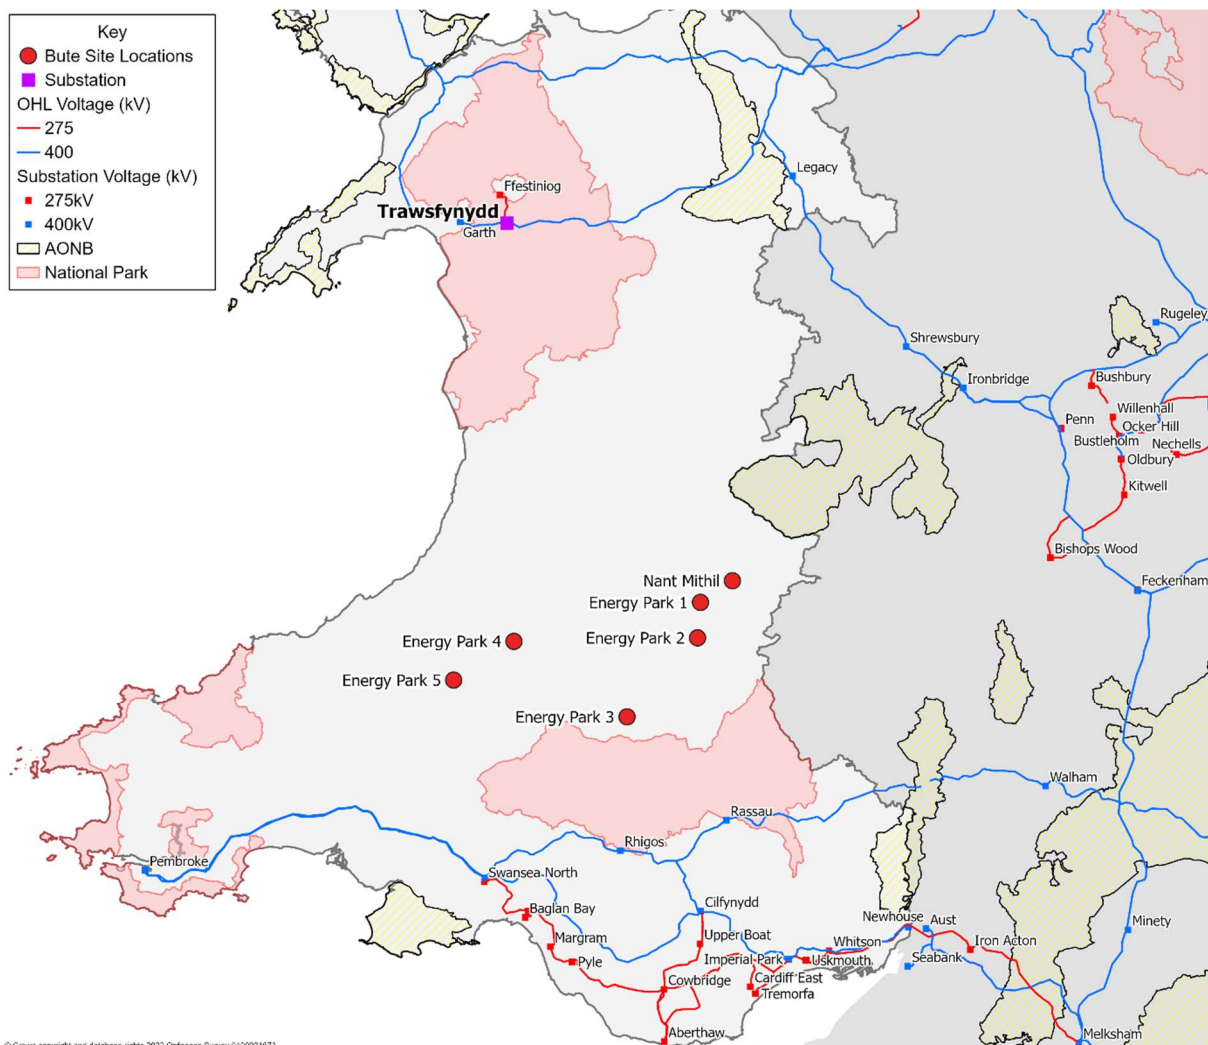 Key
Bute Site Locations
Substation
OHL Voltage (kV)
275
400
Substation Voltage (kV)
275kV
400kV
AONB
National Park
Ffestiniog
Trawsfynydd
Garth
Legacy
Rugeley
Shrewsbury
Ironbridge
Bushbury
Willenhall
Penn
Ocker Hill
Bustleholm
Nechells
Oldbury
Kitwell
Bishops Wood
Nant Mithil
Feckenham
Energy Park 1
Energy Park 2
Energy Park 4
Energy Park 5
Energy Park 3
Walham
Rassau
Rhigos
Pembroke
Swansea North
Cilfynydd
Baglan Bay
Newhouse
Aust
Minety
Margram
Upper Boat
Whitson
Iron Acton
Pyle
Imperial Park
Uskmouth
Seabank
Cowbridge
Cardiff East
Tremorfa
Aberthaw
Melksham